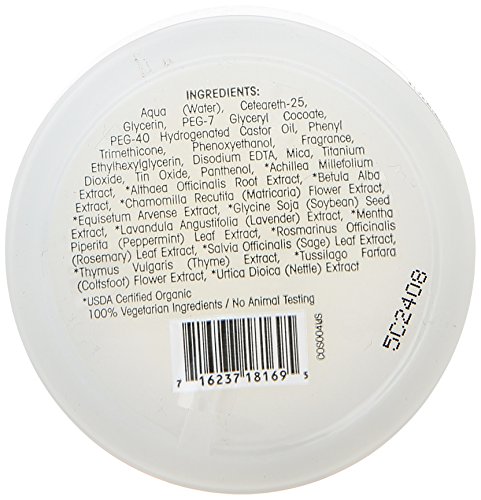 INGREDIENTS:
Aqua (Water), Ceteareth-25,
Glycerin, PEG-7 Glyceryl Cocoate,
PEG-40 Hydrogenated Castor Oil, Phenyl
Trimethicone, Phenoxyethanol, Fragrance,
Ethylhexylglycerin, Disodium EDTA, Mica, Titanium
Dioxide, Tin Oxide, Panthenol, *Achillea Millefolium
Extract, *Althaea Officinalis Root Extract, *Betula Alba
Extract, *Chamomilla Recutita (Matricaria) Flower Extract,
*Equisetum Arvense Extract, *Glycine Soja (Soybean) Seed
Extract, *Lavandula Angustifolia (Lavender) Extract, *Mentha
Piperita (Peppermint) Leaf Extract, *Rosmarinus Officinalis
(Rosemary) Leaf Extract, *Salvia Officinalis (Sage) Leaf Extract,
*Thymus Vulgaris (Thyme) Extract, *Tussilago Farfara
(Coltsfoot) Flower Extract, *Urtica Dioica (Nettle) Extract
*USDA Certified Organic
100% Vegetarian Ingredients / No Animal Testing
7 16237 18169 5
COS004WS
5C2408